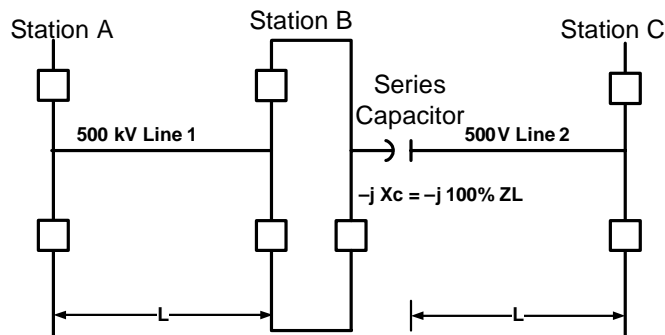 Station A
Station B
Station C
Series
Capacitor
500 kV Line 1
500V Line 2
–j Xc = –j 100% ZL
L
L